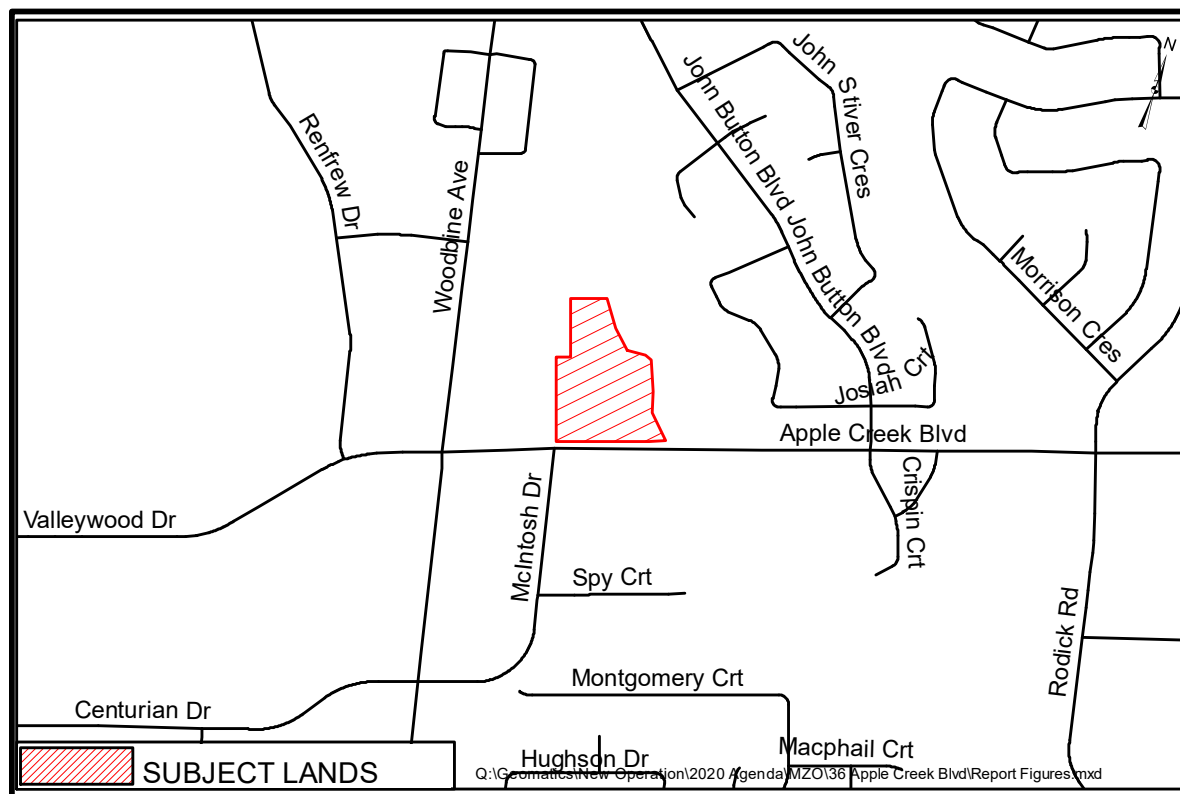 John Stiver Cres
N
John Button Blvd
Renfrew Dr
Woodbine Ave
John Button Blvd
Morrison Cres
Josiah Crt
Apple Creek Blvd
Crispin Crt
Valleywood Dr
McIntosh Dr
Spy Crt
Rodick Rd
Montgomery Crt
Centurian Dr
Macphail Crt
Hughson Dr
SUBJECT LANDS
Q:\Geomatics\New Operation\2020 Agenda\MZO\36 Apple Creek Blvd\Report Figures.mxd